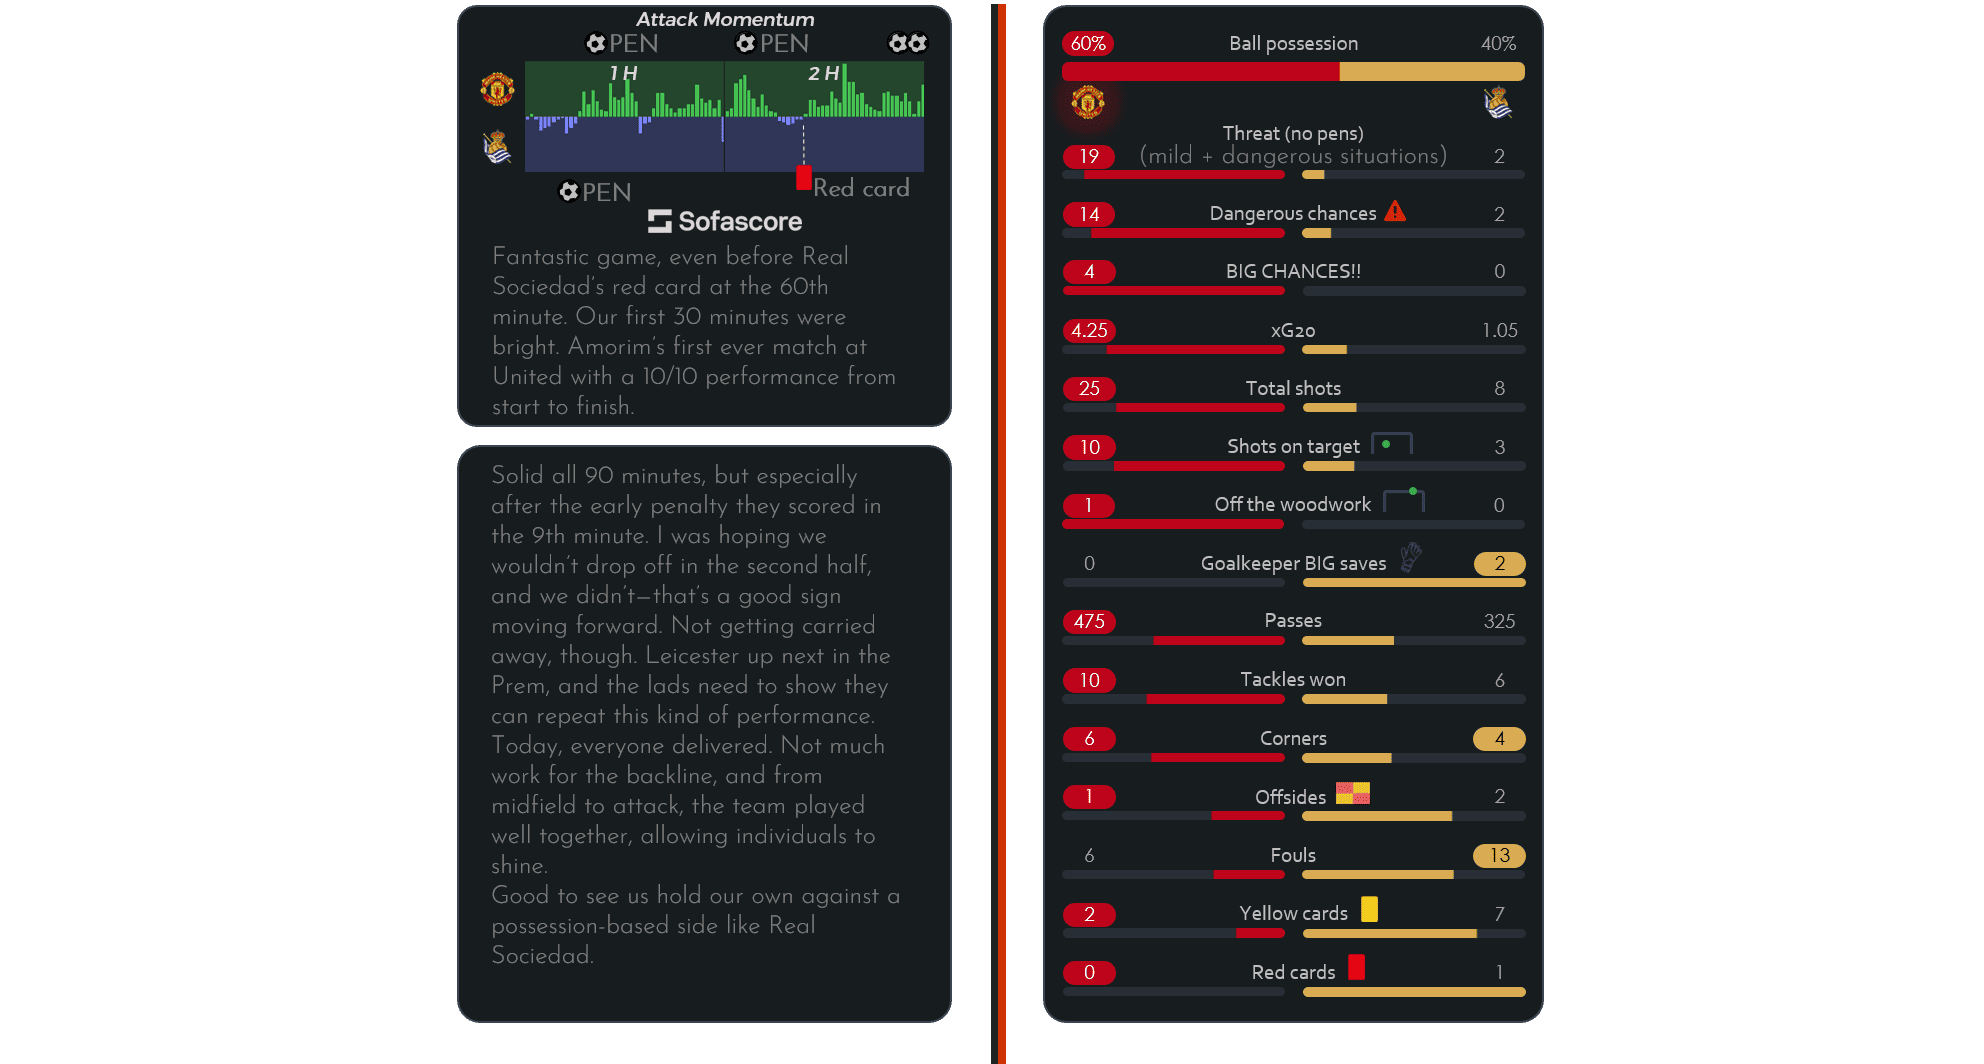 Attack Momentum
PEN
PEN
1 H
2 H
PEN
Red card
Sofascore
Fantastic game, even before Real
Sociedad's red card at the 60th
minute. Our first 30 minutes were
bright. Amorim's first ever match at
United with a 10/10 performance from
start to finish.
Solid all 90 minutes, but especially
after the early penalty they scored in
the 9th minute. I was hoping we
wouldn't drop off in the second half,
and we didn't—that's a good sign
moving forward. Not getting carried
away, though. Leicester up next in the
Prem, and the lads need to show they
can repeat this kind of performance.
Today, everyone delivered. Not much
work for the backline, and from
midfield to attack, the team played
well together, allowing individuals to
shine.
Good to see us hold our own against a
possession-based side like Real
Sociedad.
60% Ball possession 40%
Threat (no pens)
19 (mild + dangerous situations) 2
14 Dangerous chances 2
4 BIG CHANCES!! 0
4.25 xG20 1.05
25 Total shots 8
10 Shots on target 3
1 Off the woodwork 0
0 Goalkeeper BIG saves 2
475 Passes 325
10 Tackles won 6
6 Corners 4
1 Offsides 2
6 Fouls 13
2 Yellow cards 7
0 Red cards 1